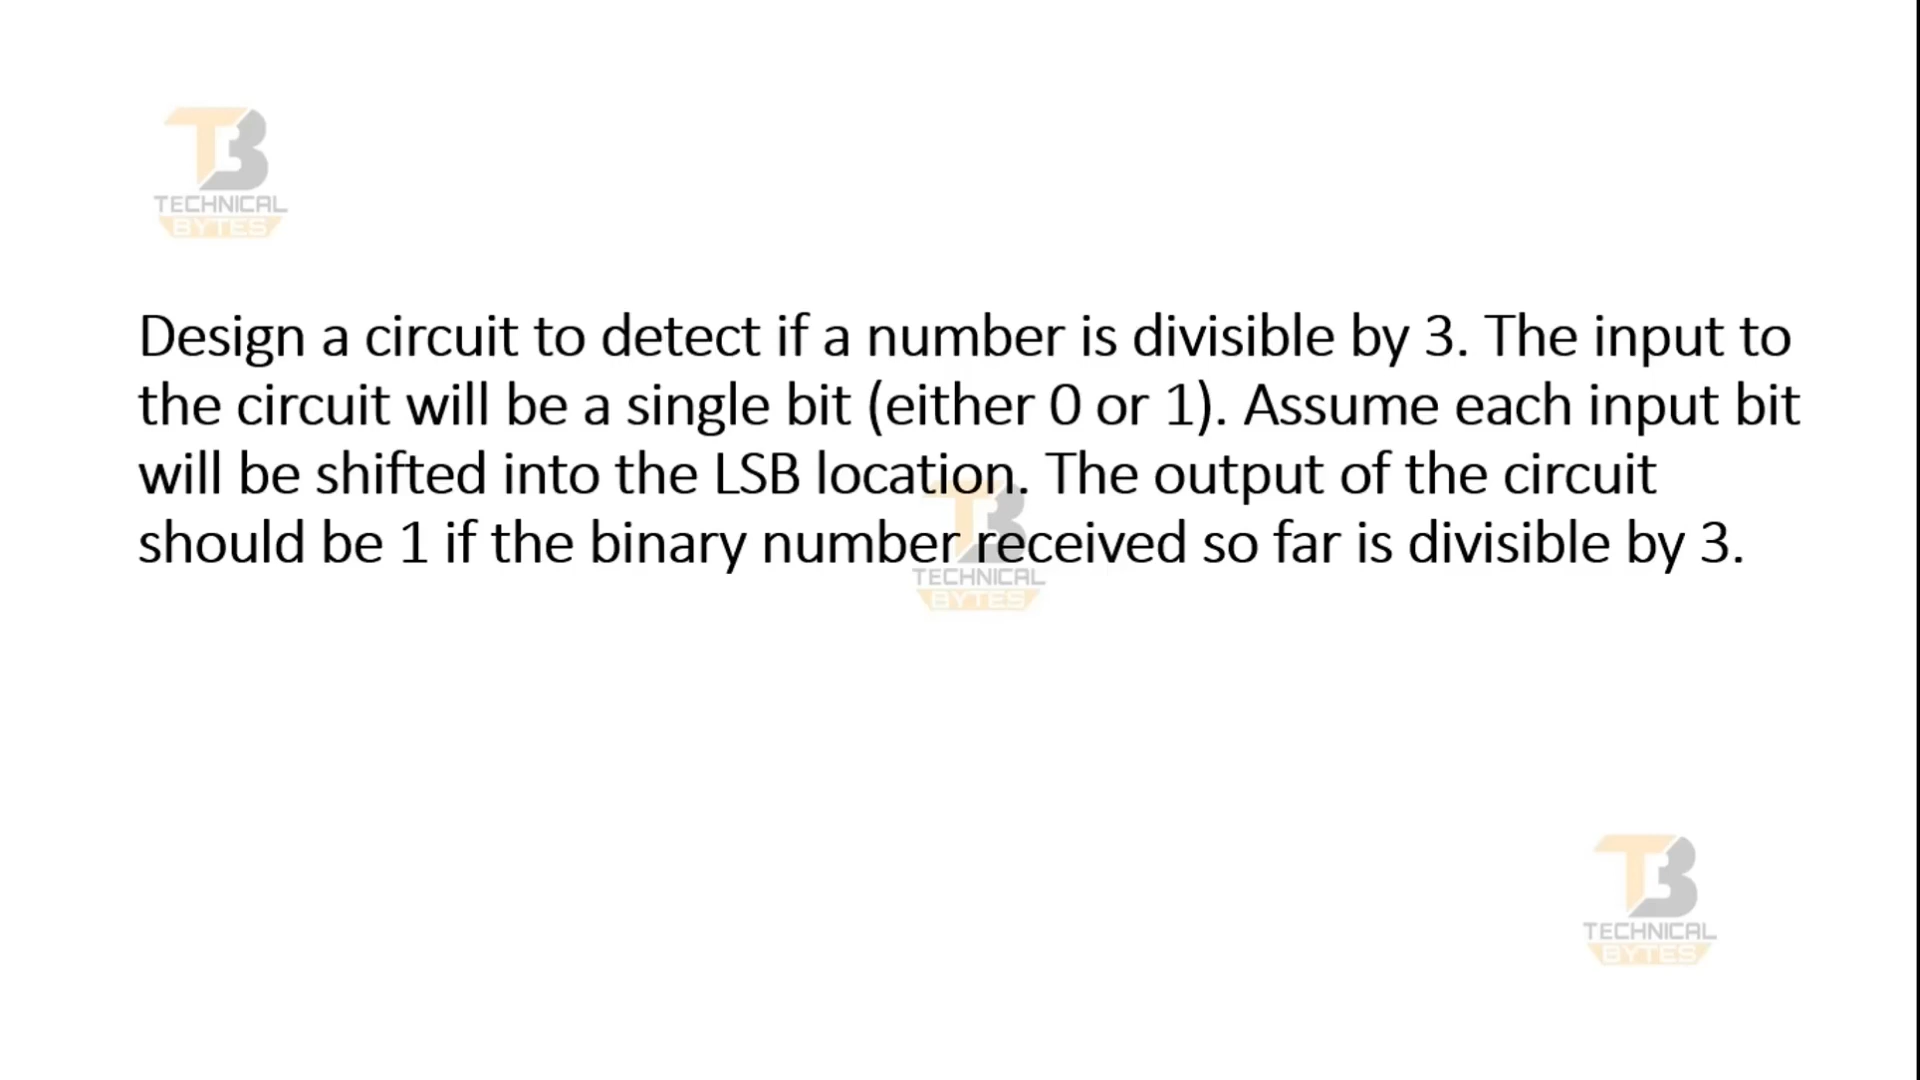 TECHNICAL
BYTES
Design a circuit to detect if a number is divisible by 3. The input to
the circuit will be a single bit (either 0 or 1). Assume each input bit
will be shifted into the LSB location. The output of the circuit
should be 1 if the binary number received so far is divisible by 3.
TECHNICAL
BYTES
TECHNICAL
BYTES